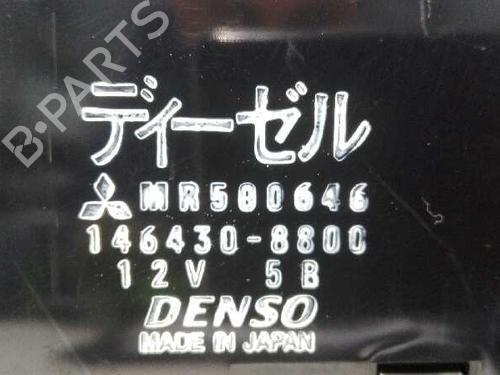 B-PARTS
ディーゼル
MR580646
146430-8800
12V 5B
DENSO
MADE IN JAPAN